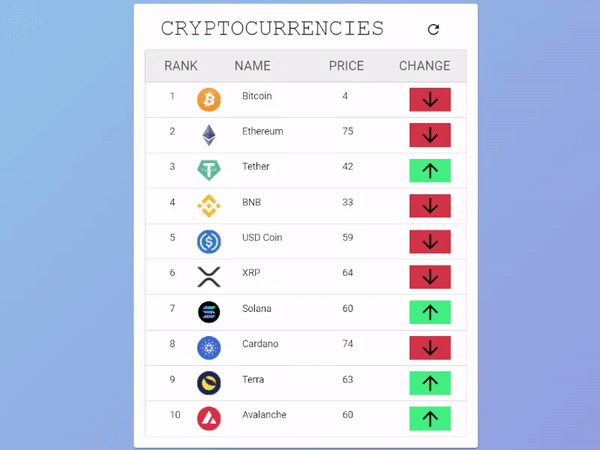 CRYPTOCURRENCIES
RANK NAME PRICE CHANGE
1 Bitcoin 4
2 Ethereum 75
3 Tether 42
4 BNB 33
5 USD Coin 59
6 XRP 64
7 Solana 60
8 Cardano 74
9 Terra 63
10 Avalanche 60